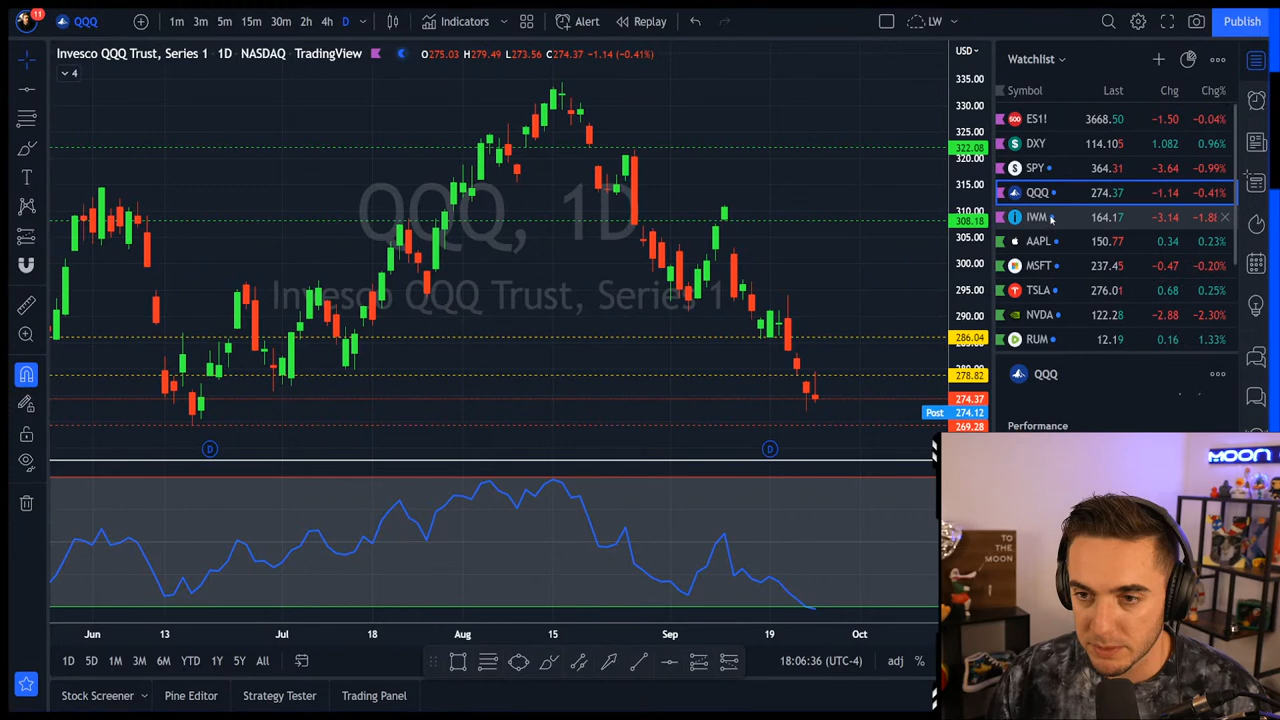 11
QQQ
1m 3m 5m 15m 30m 2h 4h D
Indicators
Alert
Replay
LW
Publish
Invesco QQQ Trust, Series 1 · 1D · NASDAQ · TradingView
O275.03 H279.49 L273.56 C274.37 −1.14 (−0.41%)
4
QQQ, 1D
Invesco QQQ Trust, Series 1
USD
335.00
330.00
325.00
322.08
320.00
315.00
310.00
308.18
305.00
300.00
295.00
290.00
286.04
280.00
278.82
274.37
Post 274.12
269.28
D
D
Jun 13 Jul 18 Aug 15 Sep 19 Oct
1D 5D 1M 3M 6M YTD 1Y 5Y All
18:06:36 (UTC-4)
adj
%
Stock Screener
Pine Editor
Strategy Tester
Trading Panel
Watchlist
Symbol Last Chg Chg%
500 ES1! 3668.50 −1.50 −0.04%
$ DXY 114.105 1.082 0.96%
S SPY 364.31 −3.64 −0.99%
QQQ 274.37 −1.14 −0.41%
IWM 164.17 −3.14 −1.88
AAPL 150.77 0.34 0.23%
MSFT 237.45 −0.47 −0.20%
TSLA 276.01 0.68 0.25%
NVDA 122.28 −2.88 −2.30%
RUM 12.19 0.16 1.33%
QQQ
Performance
MOON
TO THE
MOON